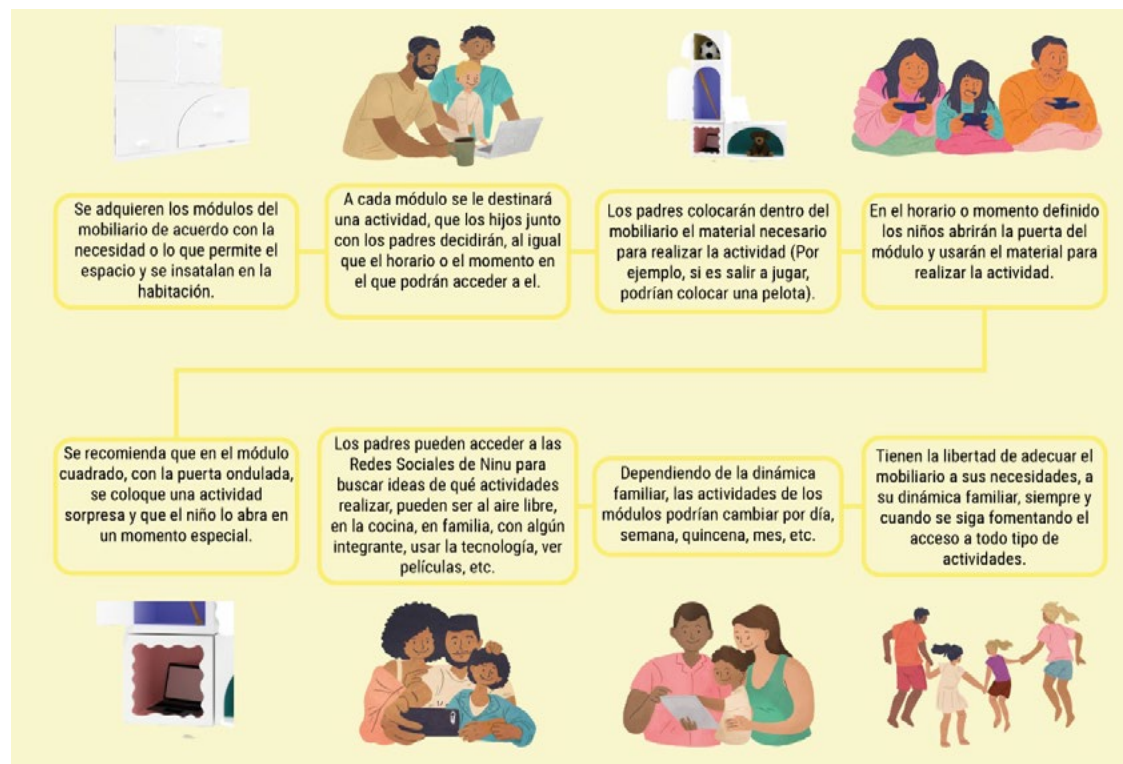 Se adquieren los módulos del
mobiliario de acuerdo con la
necesidad o lo que permite el
espacio y se insatalan en la
habitación.
A cada módulo se le destinará
una actividad, que los hijos junto
con los padres decidirán, al igual
que el horario o el momento en
el que podrán acceder a el.
Los padres colocarán dentro del
mobiliario el material necesario
para realizar la actividad (Por
ejemplo, si es salir a jugar,
podrían colocar una pelota).
En el horario o momento definido
los niños abrirán la puerta del
módulo y usarán el material para
realizar la actividad.
Se recomienda que en el módulo
cuadrado, con la puerta ondulada,
se coloque una actividad
sorpresa y que el niño lo abra en
un momento especial.
Los padres pueden acceder a las
Redes Sociales de Ninu para
buscar ideas de qué actividades
realizar, pueden ser al aire libre,
en la cocina, en familia, con algún
integrante, usar la tecnología, ver
películas, etc.
Dependiendo de la dinámica
familiar, las actividades de los
módulos podrían cambiar por día,
semana, quincena, mes, etc.
Tienen la libertad de adecuar el
mobiliario a sus necesidades, a
su dinámica familiar, siempre y
cuando se siga fomentando el
acceso a todo tipo de
actividades.